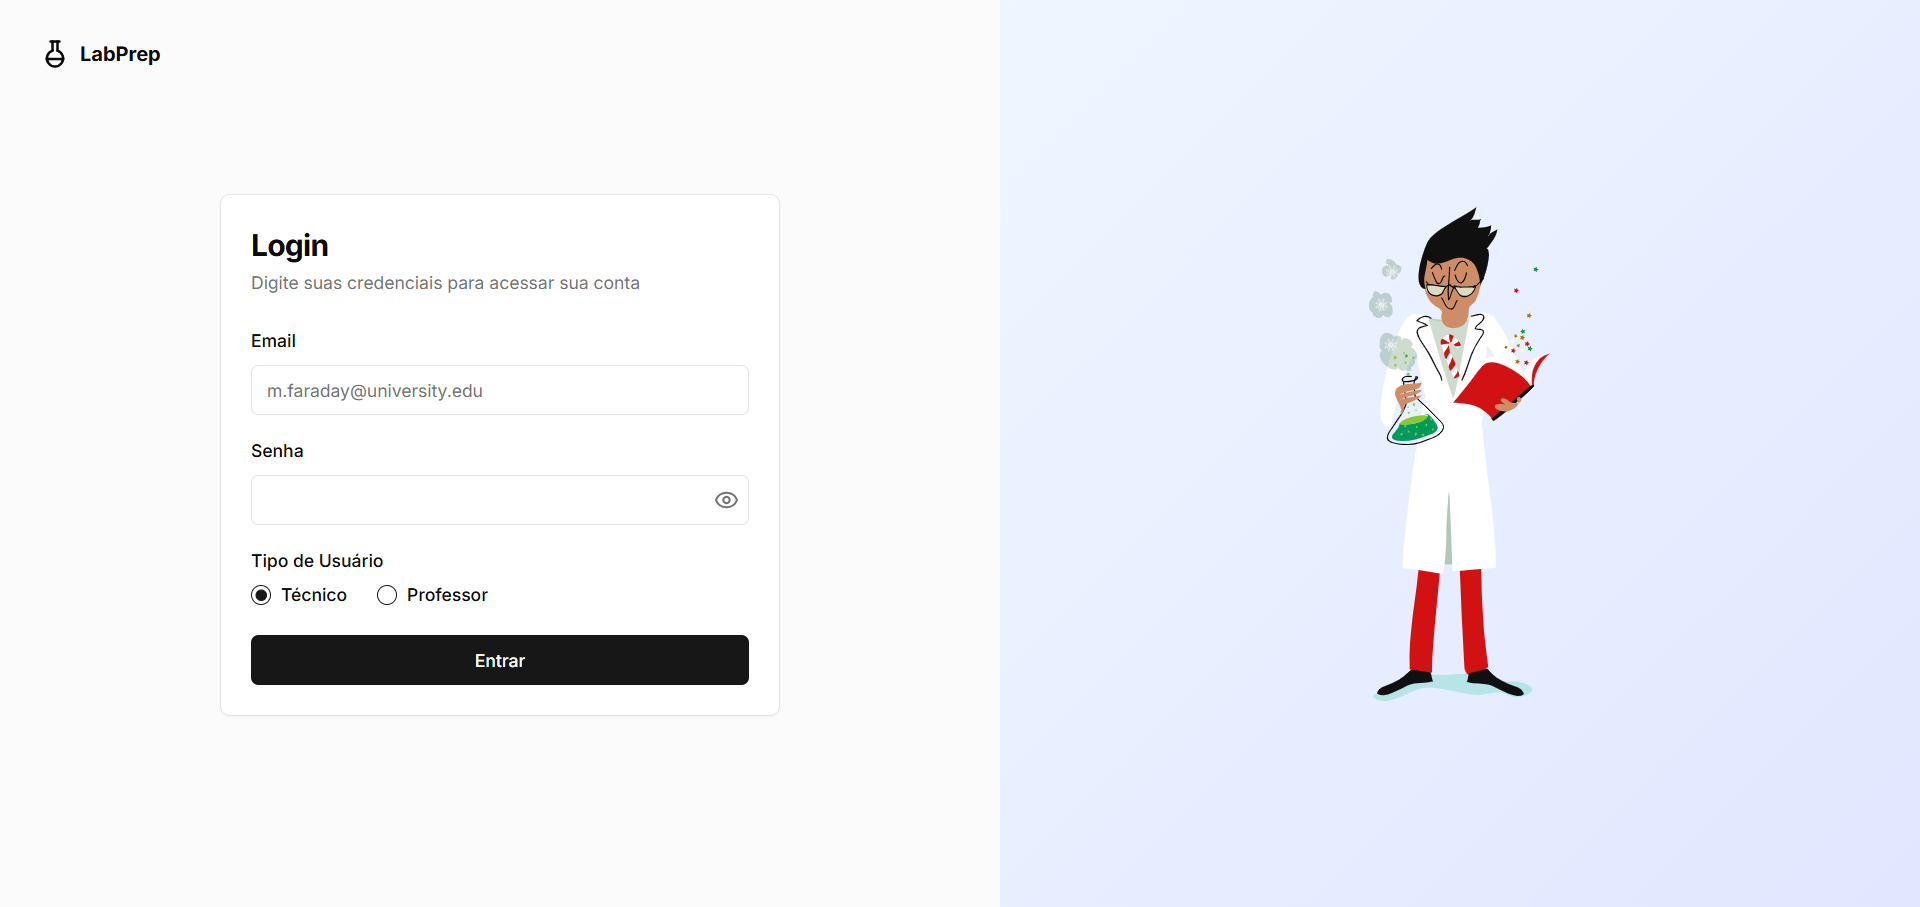 LabPrep
Login
Digite suas credenciais para acessar sua conta
Email
m.faraday@university.edu
Senha
Tipo de Usuário
Técnico Professor
Entrar